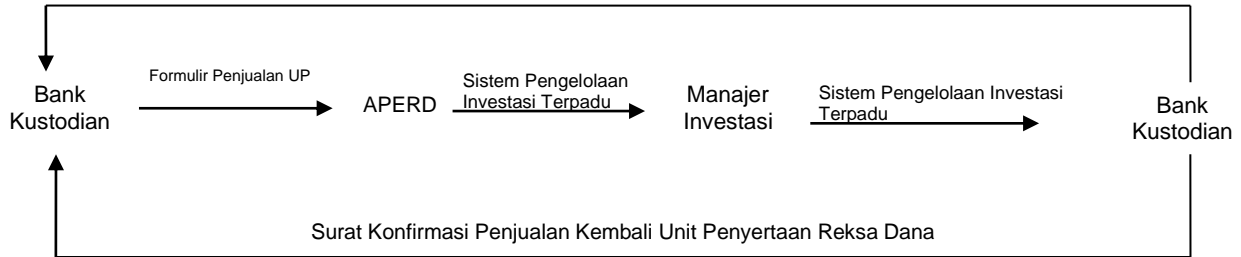 Bank
Kustodian
Formulir Penjualan UP
APERD
Sistem Pengelolaan
Investasi Terpadu
Manajer
Investasi
Sistem Pengelolaan Investasi
Terpadu
Bank
Kustodian
Surat Konfirmasi Penjualan Kembali Unit Penyertaan Reksa Dana